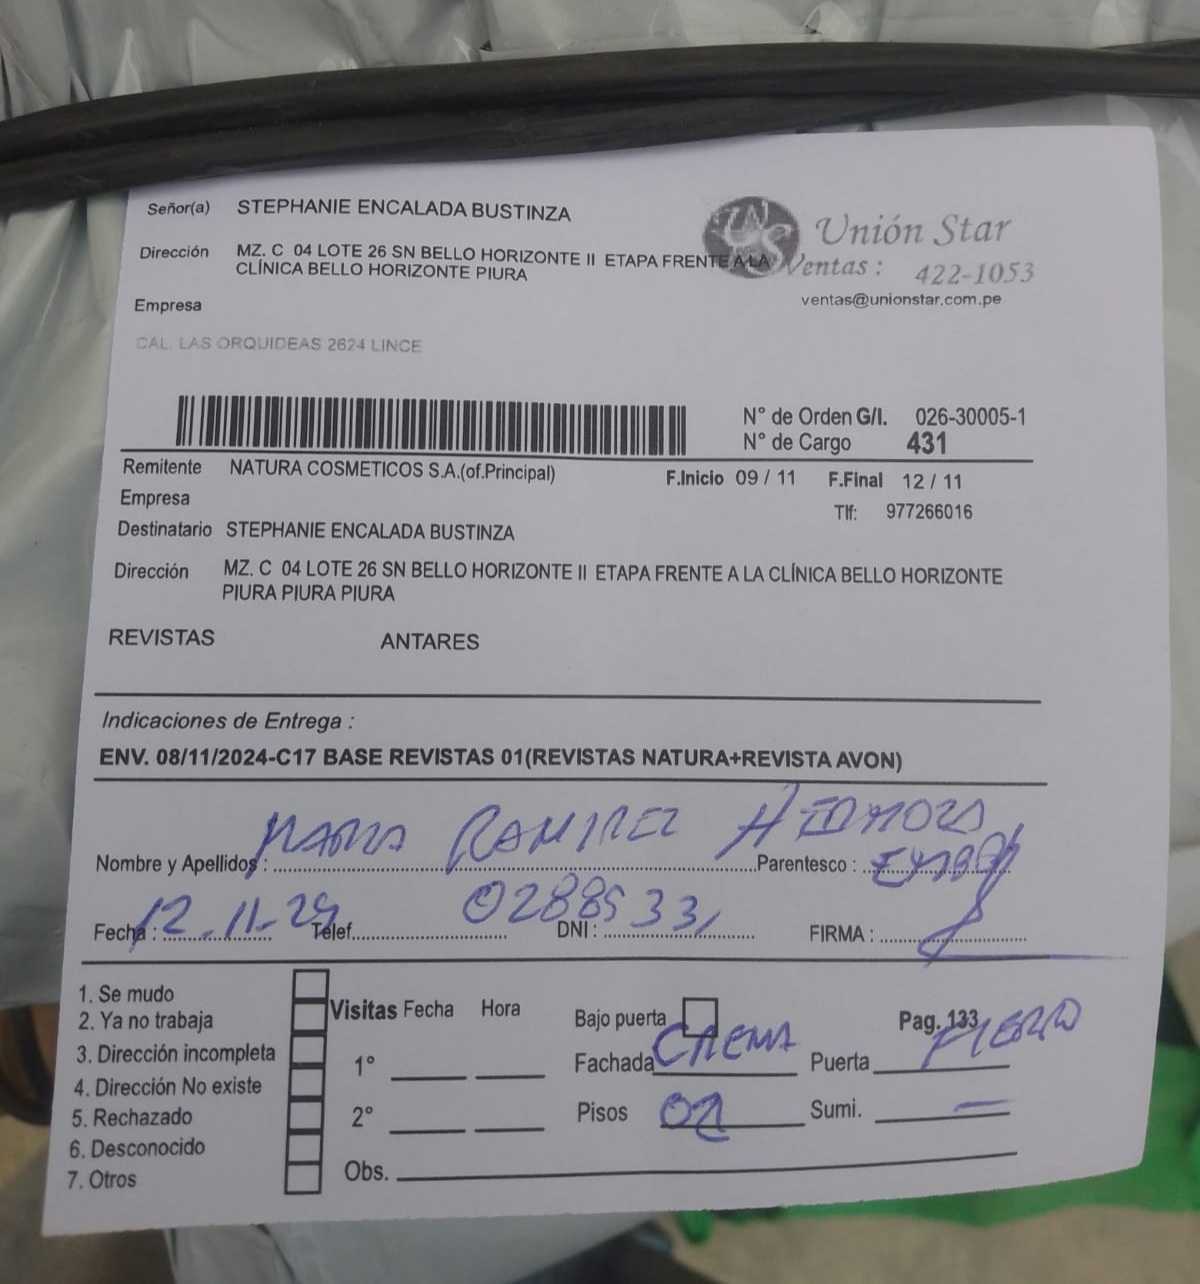 Señor(a) STEPHANIE ENCALADA BUSTINZA
Unión Star
Dirección MZ. C 04 LOTE 26 SN BELLO HORIZONTE II ETAPA FRENTE A LA
CLÍNICA BELLO HORIZONTE PIURA
Ventas : 422-1053
ventas@unionstar.com.pe
Empresa
CAL. LAS ORQUIDEAS 2624 LINCE
N° de Orden G/I. 026-30005-1
N° de Cargo 431
Remitente NATURA COSMETICOS S.A.(of.Principal)
F.Inicio 09 / 11 F.Final 12 / 11
Empresa
Tlf: 977266016
Destinatario STEPHANIE ENCALADA BUSTINZA
Dirección MZ. C 04 LOTE 26 SN BELLO HORIZONTE II ETAPA FRENTE A LA CLÍNICA BELLO HORIZONTE
PIURA PIURA PIURA
REVISTAS ANTARES
Indicaciones de Entrega :
ENV. 08/11/2024-C17 BASE REVISTAS 01(REVISTAS NATURA+REVISTA AVON)
Nombre y Apellidos : MARIA RAMIREZ Parentesco :
Fecha : 12.11-24 Telef. DNI : 02885331 FIRMA :
1. Se mudo
2. Ya no trabaja
3. Dirección incompleta
4. Dirección No existe
5. Rechazado
6. Desconocido
7. Otros
Visitas Fecha Hora
1°
2°
Obs.
Bajo puerta Pag. 133
Fachada CREMA Puerta FIERRO
Pisos 02 Sumi. —